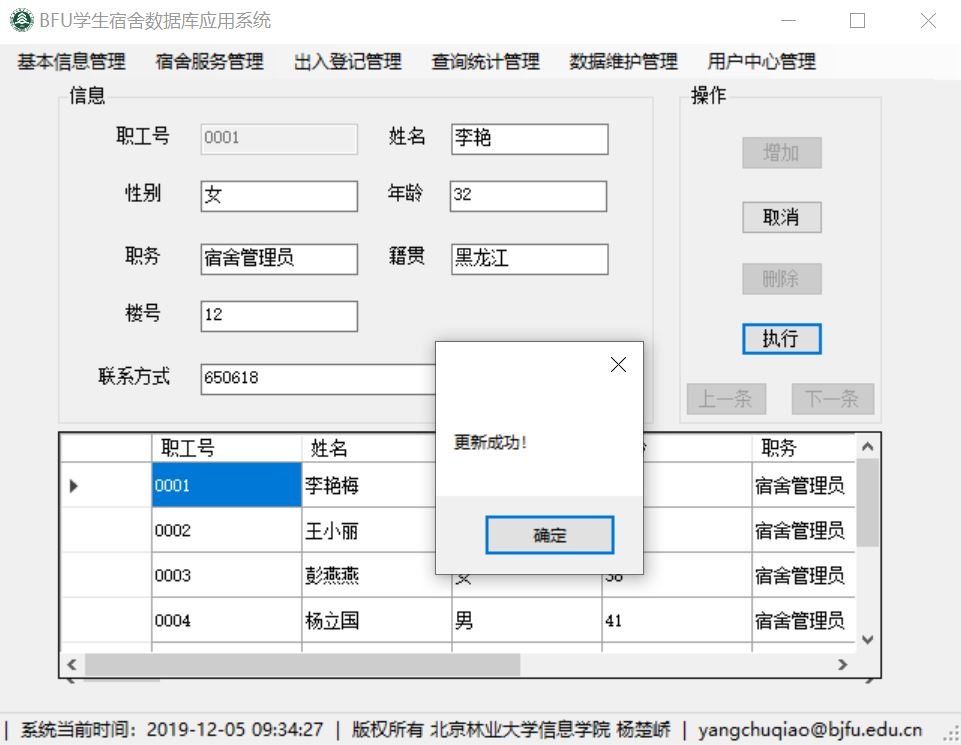 BFU学生宿舍数据库应用系统
基本信息管理 宿舍服务管理 出入登记管理 查询统计管理 数据维护管理 用户中心管理
信息 操作
职工号 0001 姓名 李艳 增加
性别 女 年龄 32 取消
职务 宿舍管理员 籍贯 黑龙江 删除
楼号 12 执行
联系方式 650618 上一条 下一条
更新成功!
确定
职工号 姓名 职务
0001 李艳梅 宿舍管理员
0002 王小丽 宿舍管理员
0003 彭燕燕 女 38 宿舍管理员
0004 杨立国 男 41 宿舍管理员
| 系统当前时间: 2019-12-05 09:34:27 | 版权所有 北京林业大学信息学院 杨楚峤 | yangchuqiao@bjfu.edu.cn